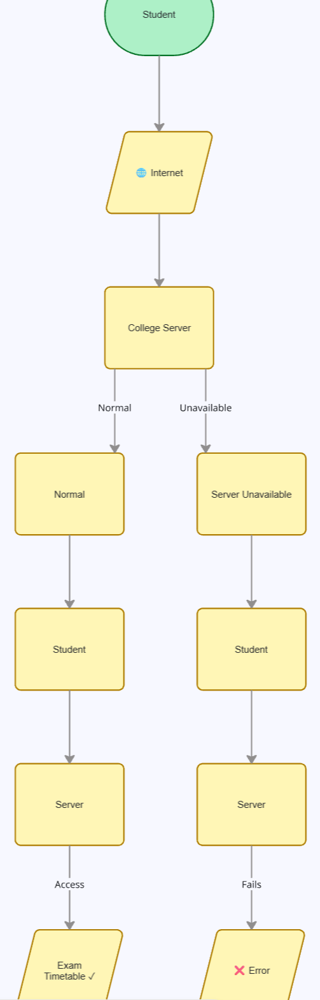 Student
🌐 Internet
College Server
Normal
Unavailable
Normal
Server Unavailable
Student
Student
Server
Server
Access
Fails
Exam
Timetable ✓
❌ Error